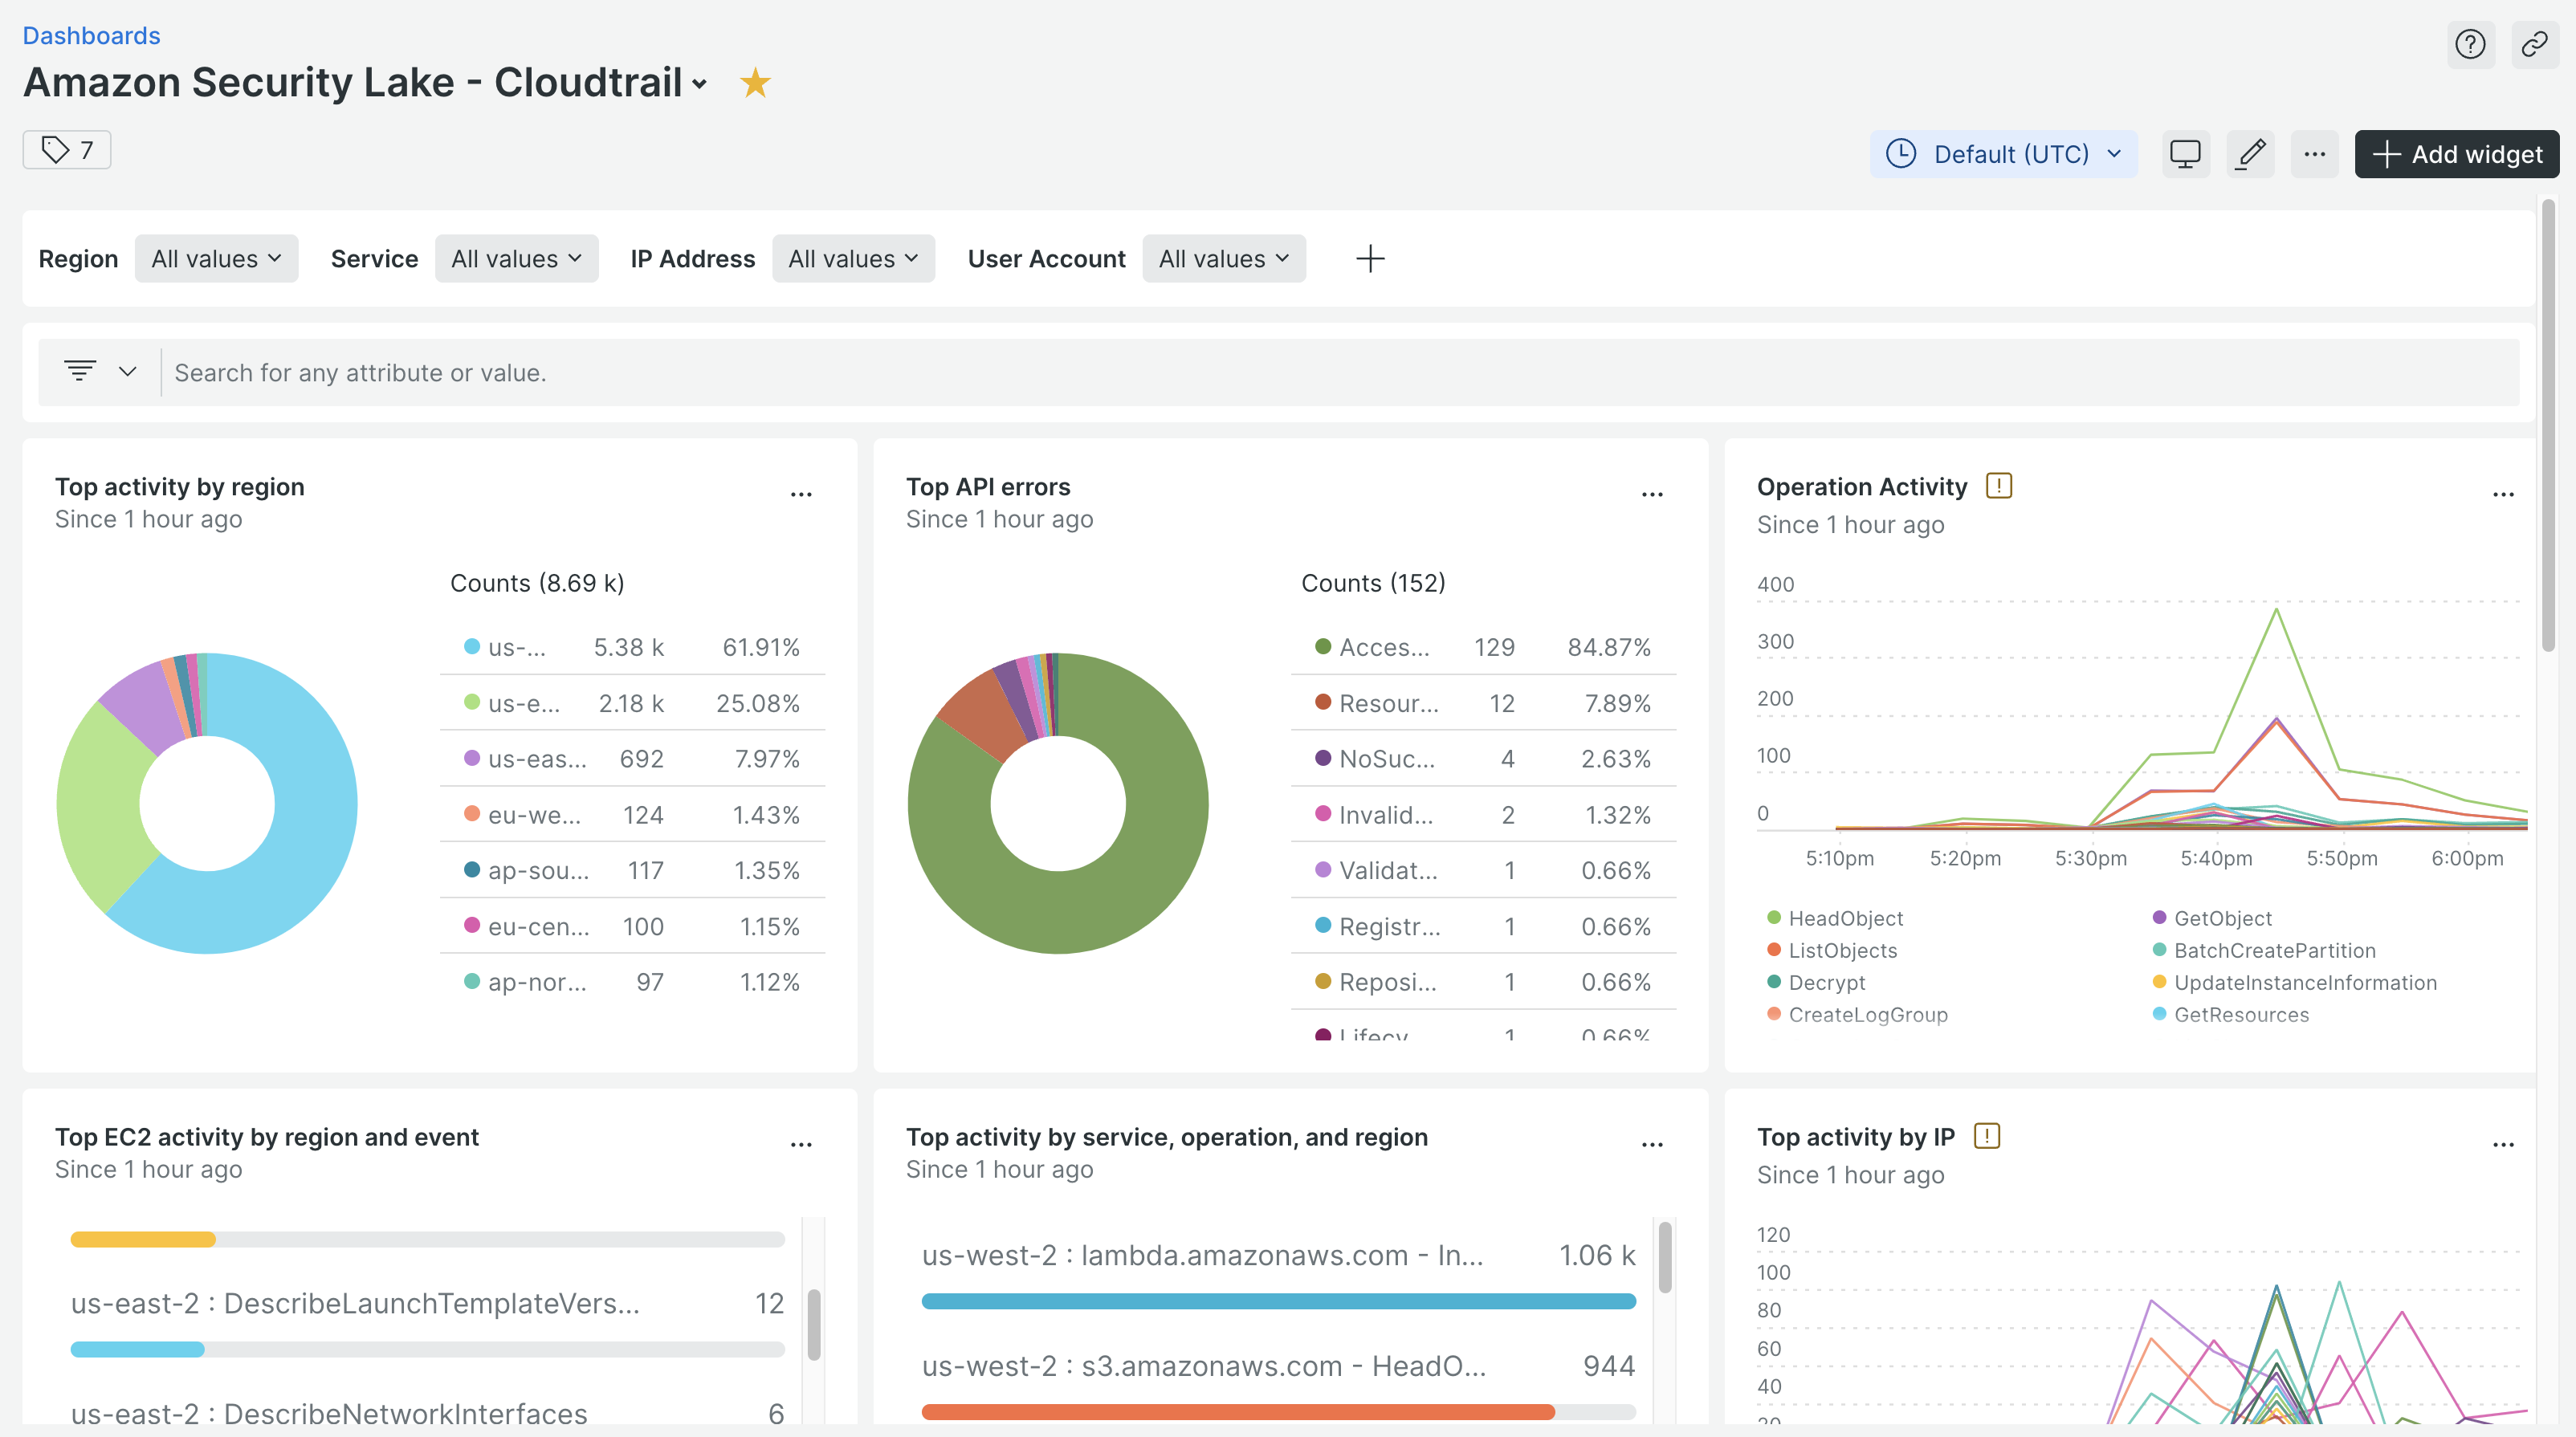 Dashboards
Amazon Security Lake - Cloudtrail
7
Default (UTC)
Add widget
Region All values Service All values IP Address All values User Account All values
Search for any attribute or value.
Top activity by region
Since 1 hour ago
Counts (8.69 k)
us-... 5.38 k 61.91%
us-e... 2.18 k 25.08%
us-eas... 692 7.97%
eu-we... 124 1.43%
ap-sou... 117 1.35%
eu-cen... 100 1.15%
ap-nor... 97 1.12%
Top API errors
Since 1 hour ago
Counts (152)
Acces... 129 84.87%
Resour... 12 7.89%
NoSuc... 4 2.63%
Invalid... 2 1.32%
Validat... 1 0.66%
Registr... 1 0.66%
Reposi... 1 0.66%
Lifecy 1 0.66%
Operation Activity
Since 1 hour ago
400
300
200
100
0
5:10pm 5:20pm 5:30pm 5:40pm 5:50pm 6:00pm
HeadObject GetObject
ListObjects BatchCreatePartition
Decrypt UpdateInstanceInformation
CreateLogGroup GetResources
Top EC2 activity by region and event
Since 1 hour ago
us-east-2 : DescribeLaunchTemplateVers... 12
us-east-2 : DescribeNetworkInterfaces 6
Top activity by service, operation, and region
Since 1 hour ago
us-west-2 : lambda.amazonaws.com - In... 1.06 k
us-west-2 : s3.amazonaws.com - HeadO... 944
Top activity by IP
Since 1 hour ago
120
100
80
60
40
20